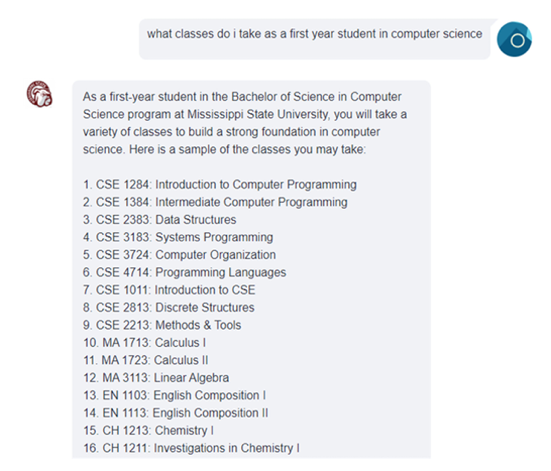 what classes do i take as a first year student in computer science
As a first-year student in the Bachelor of Science in Computer
Science program at Mississippi State University, you will take a
variety of classes to build a strong foundation in computer
science. Here is a sample of the classes you may take:
1. CSE 1284: Introduction to Computer Programming
2. CSE 1384: Intermediate Computer Programming
3. CSE 2383: Data Structures
4. CSE 3183: Systems Programming
5. CSE 3724: Computer Organization
6. CSE 4714: Programming Languages
7. CSE 1011: Introduction to CSE
8. CSE 2813: Discrete Structures
9. CSE 2213: Methods & Tools
10. MA 1713: Calculus I
11. MA 1723: Calculus II
12. MA 3113: Linear Algebra
13. EN 1103: English Composition I
14. EN 1113: English Composition II
15. CH 1213: Chemistry I
16. CH 1211: Investigations in Chemistry I